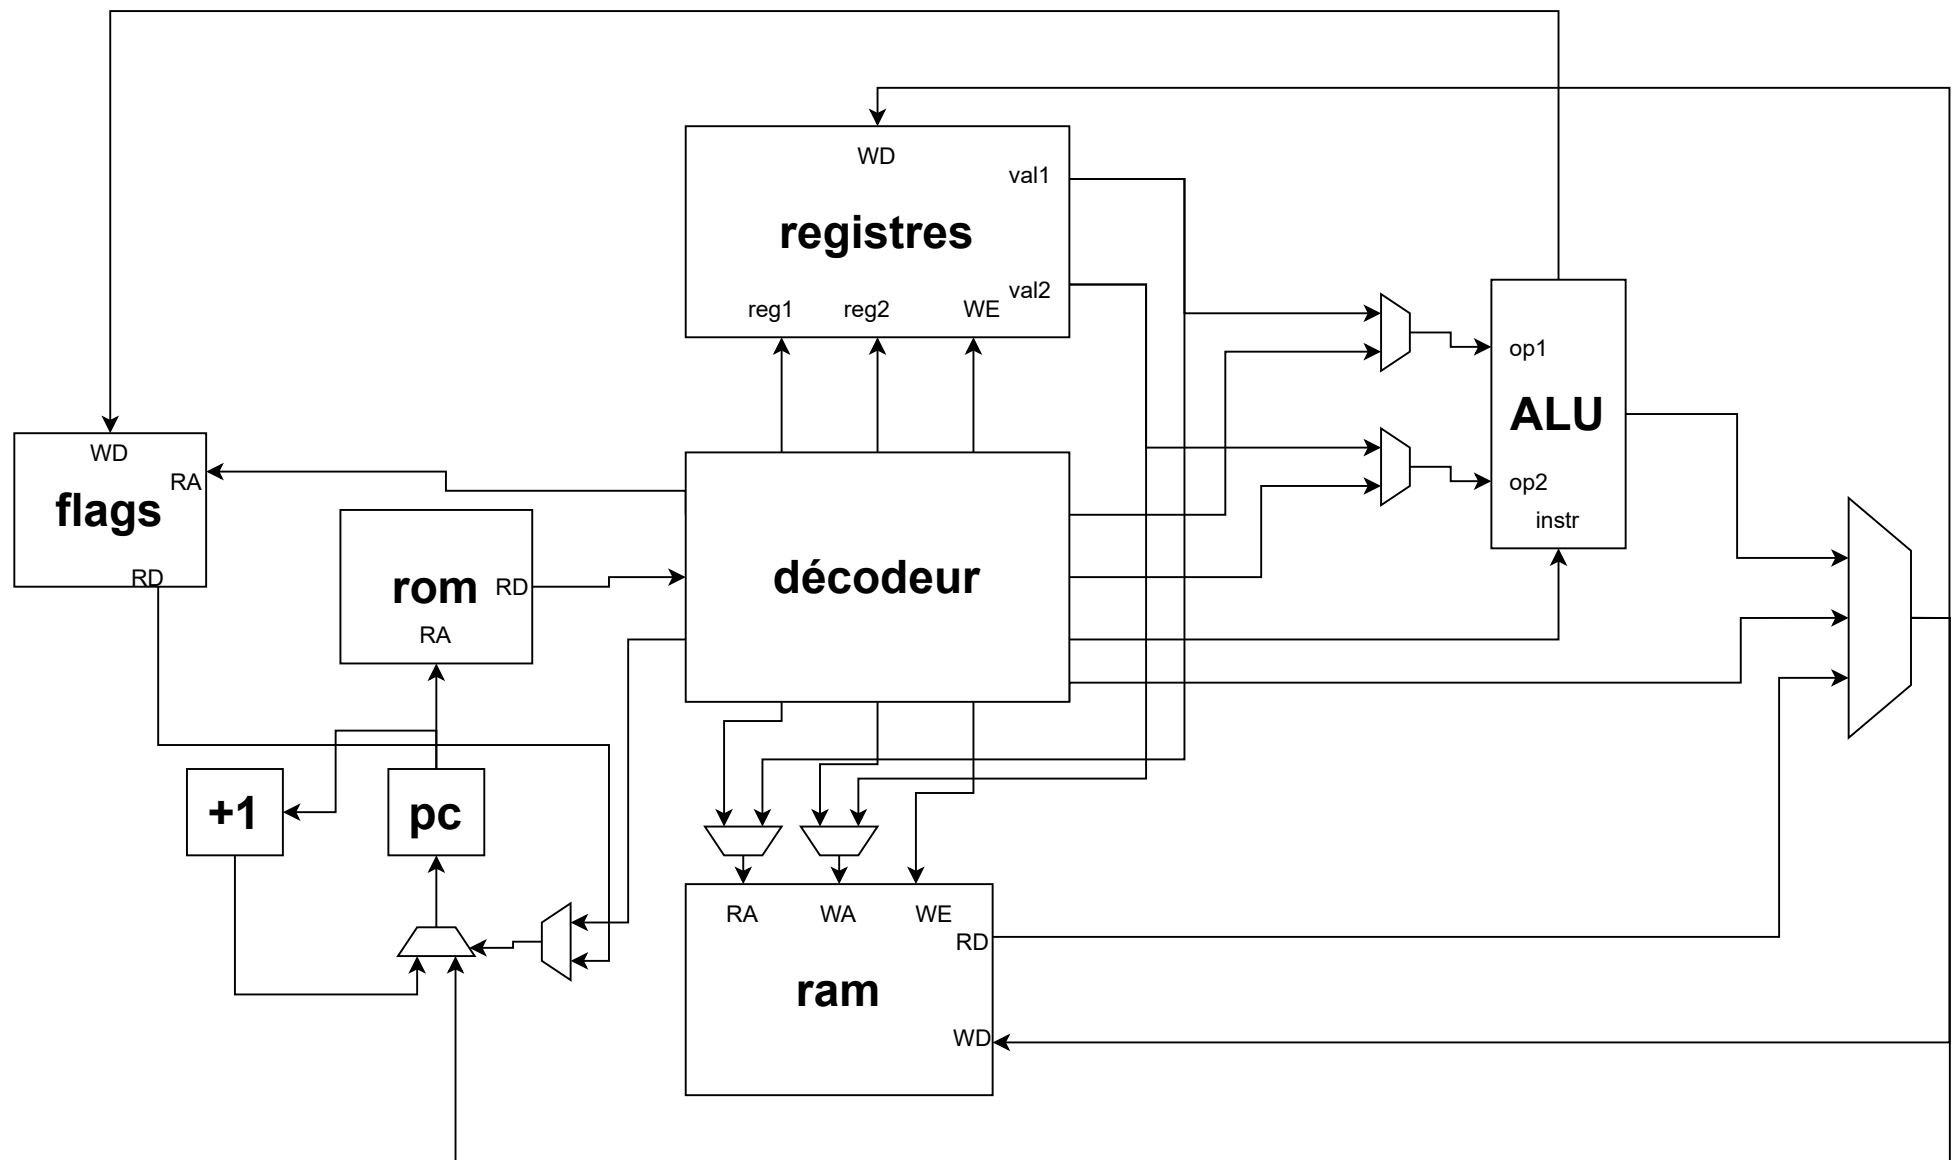 WD
val1
registres
val2
reg1 reg2 WE
op1
ALU
op2
instr
WD
RA
flags
RD
rom RD
RA
décodeur
+1
pc
RA WA WE
RD
ram
WD